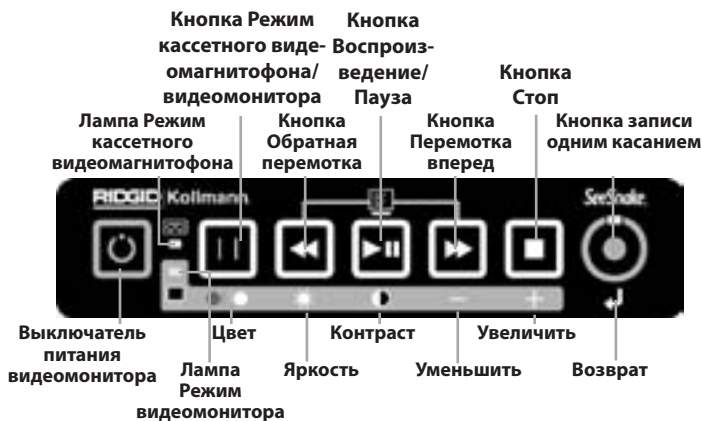 Кнопка Режим
кассетного виде-
омагнитофона/
видеомонитора
Кнопка
Воспроиз-
ведение/
Пауза
Кнопка
Стоп
Лампа Режим
кассетного
видеомагнитофона
Кнопка
Обратная
перемотка
Кнопка
Перемотка
вперед
Кнопка записи
одним касанием
RIDGID Kollmann
SeeSnake
Выключатель
питания
видеомонитора
Лампа
Режим
видеомонитора
Цвет
Яркость
Контраст
Уменьшить
Увеличить
Возврат